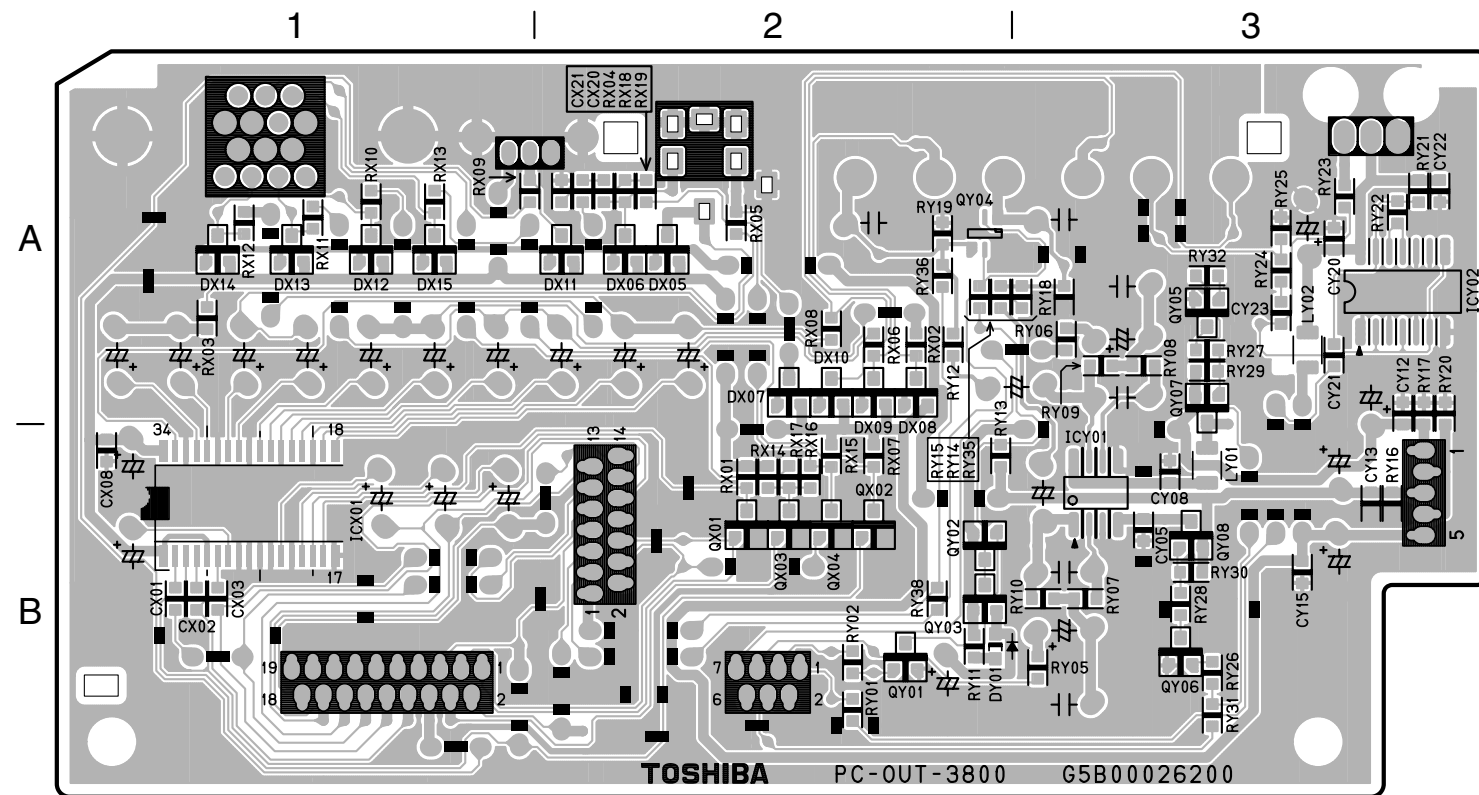 1 2 3
A
B
CX21
CX20
RX04
RX18
RX19
RX10
RX13
RX09
RX05
RX12
RX11
DX14
DX13
DX12
DX15
DX11
DX06
DX05
RX03
RX08
DX10
RX06
RX02
DX07
DX09
DX08
RY19
QY04
RY36
RY18
RY06
RY12
RY13
RY09
RY08
RY32
QY05
CY23
RY27
RY29
QY07
RY25
RY24
RY23
RY21
CY22
RY22
CY20
LY02
ICY02
CY21
CY12
RY17
RY20
34
18
CX08
ICX01
17
CX01
CX02
CX03
13
14
1
2
RX01
RX14
RX17
RX16
RX15
RX07
QX02
QX01
QX03
QX04
RY15
RY14
RY35
ICY01
CY08
LY01
CY13
RY16
1
5
QY02
CY05
QY08
RY30
RY28
CY15
RY38
QY03
RY10
RY07
RY02
RY01
QY01
RY11
DY01
RY05
QY06
RY26
RY31
19
1
18
2
7
1
6
2
TOSHIBA PC-OUT-3800 G5B00026200